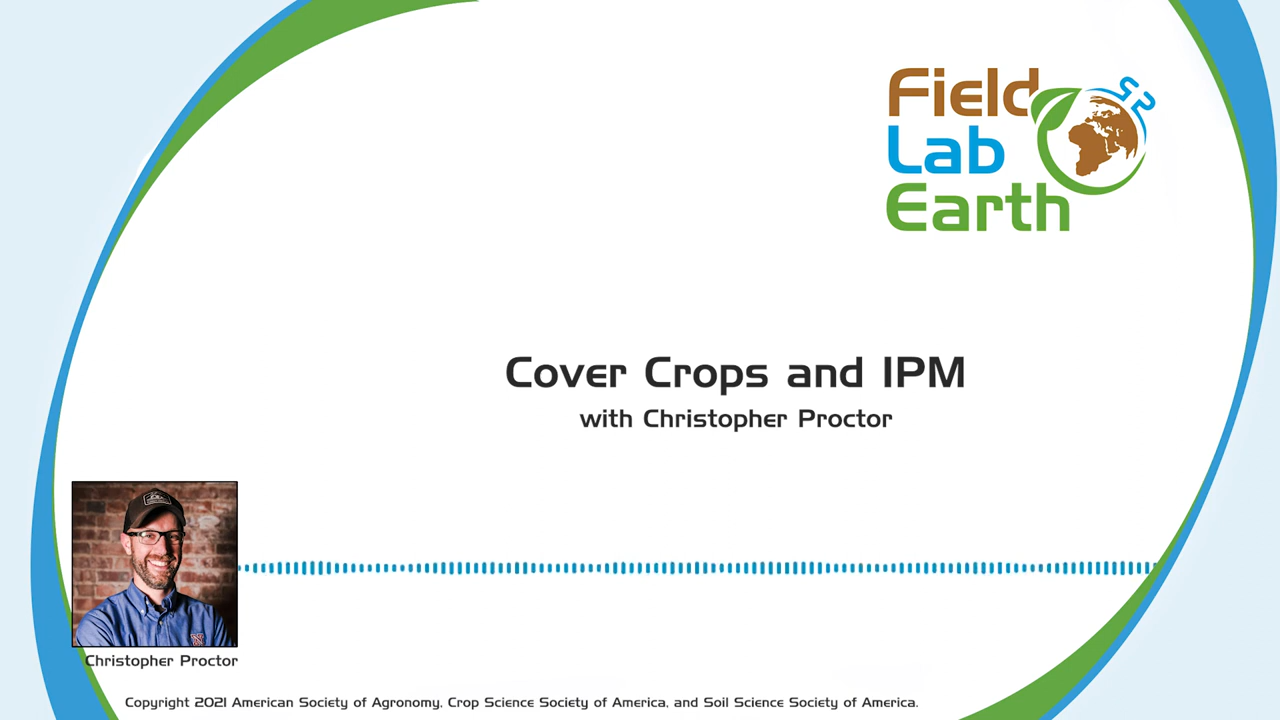 Field
Lab
Earth
Cover Crops and IPM
with Christopher Proctor
Christopher Proctor
Copyright 2021 American Society of Agronomy, Crop Science Society of America, and Soil Science Society of America.